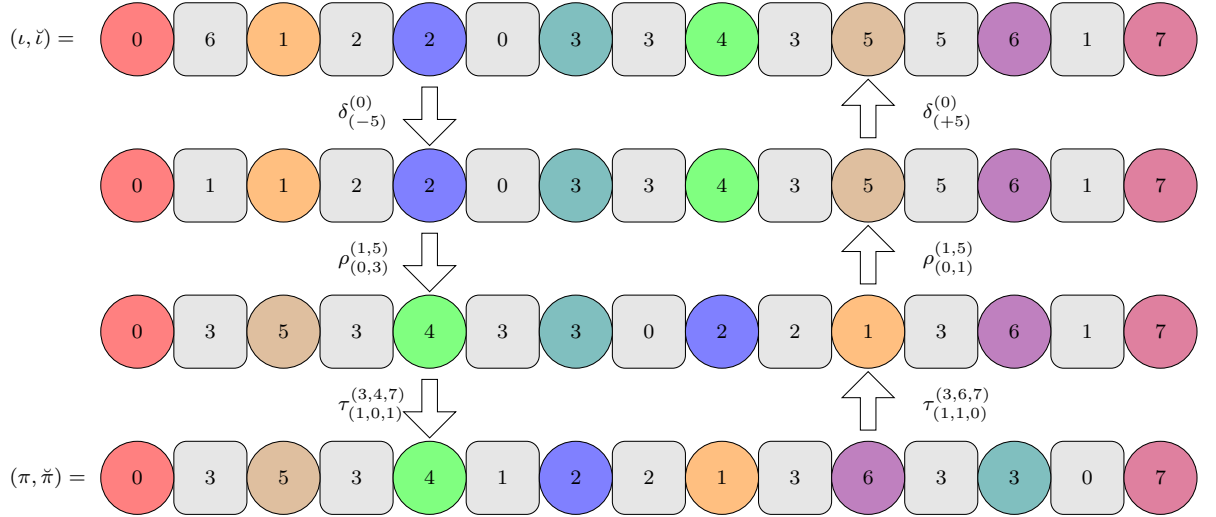 (ι, ῐ) = 0 6 1 2 2 0 3 3 4 3 5 5 6 1 7
δ^{(0)}_{(−5)} δ^{(0)}_{(+5)}
0 1 1 2 2 0 3 3 4 3 5 5 6 1 7
ρ^{(1,5)}_{(0,3)} ρ^{(1,5)}_{(0,1)}
0 3 5 3 4 3 3 0 2 2 1 3 6 1 7
τ^{(3,4,7)}_{(1,0,1)} τ^{(3,6,7)}_{(1,1,0)}
(π, π̆) = 0 3 5 3 4 1 2 2 1 3 6 3 3 0 7